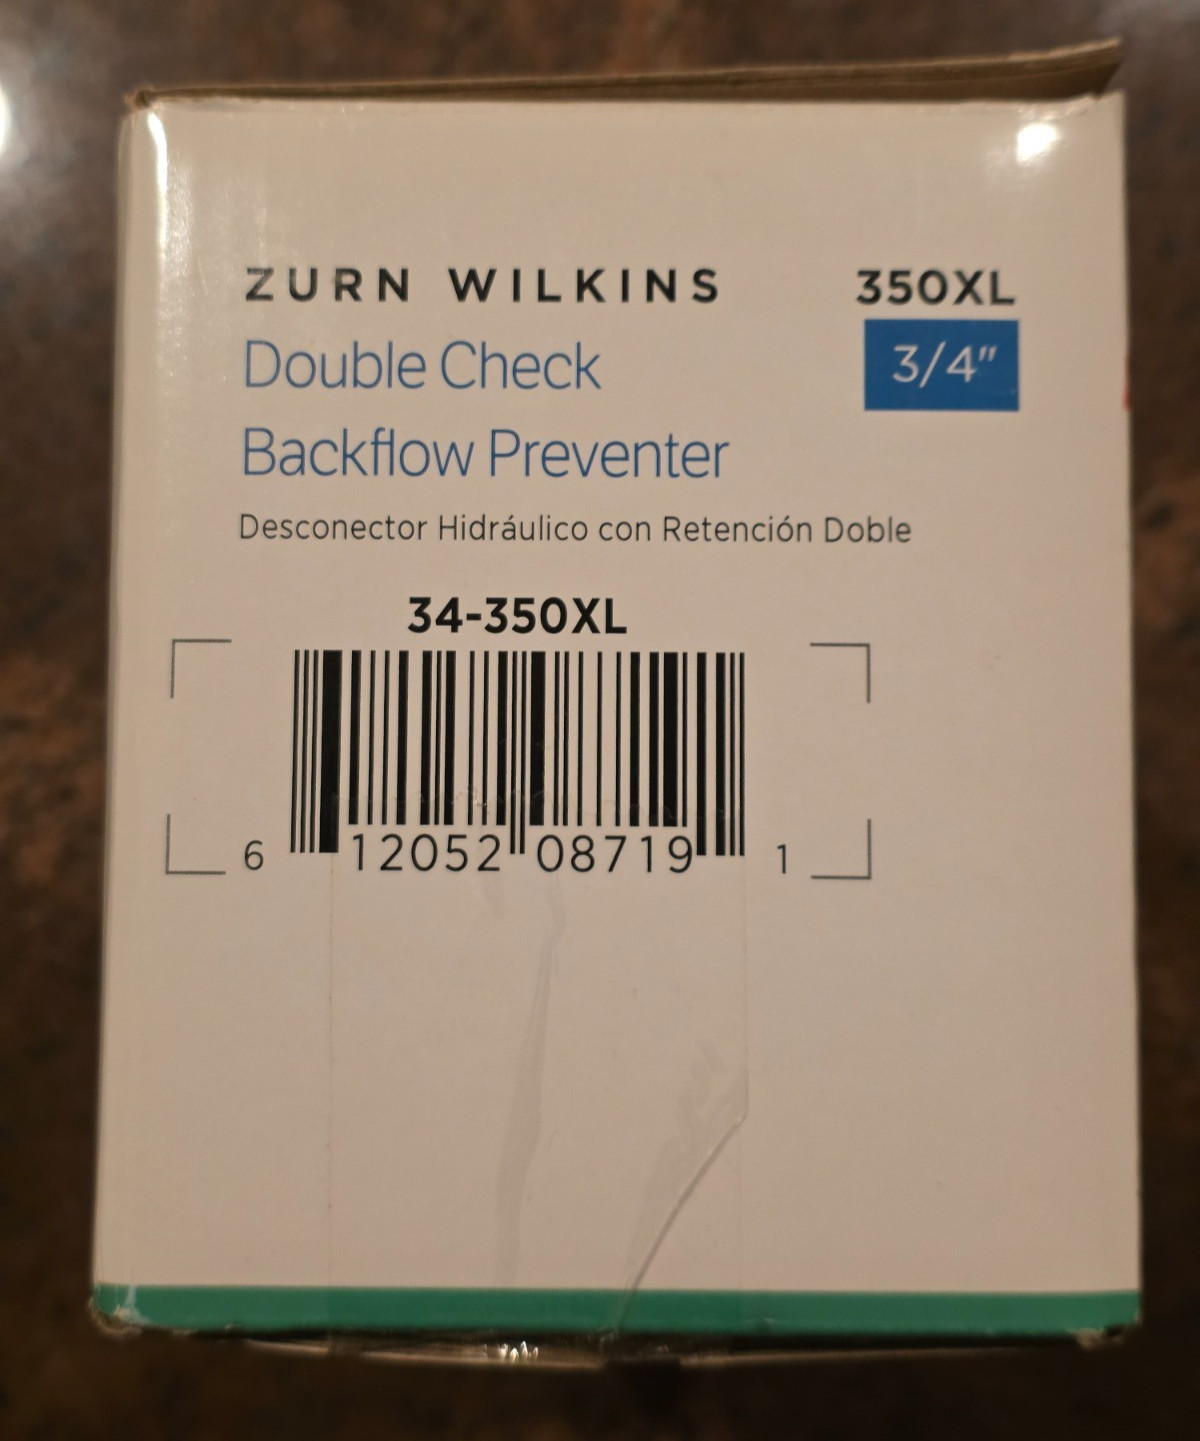 ZURN WILKINS 350XL
Double Check 3/4"
Backflow Preventer
Desconector Hidráulico con Retención Doble
34-350XL
6 12052 08719 1